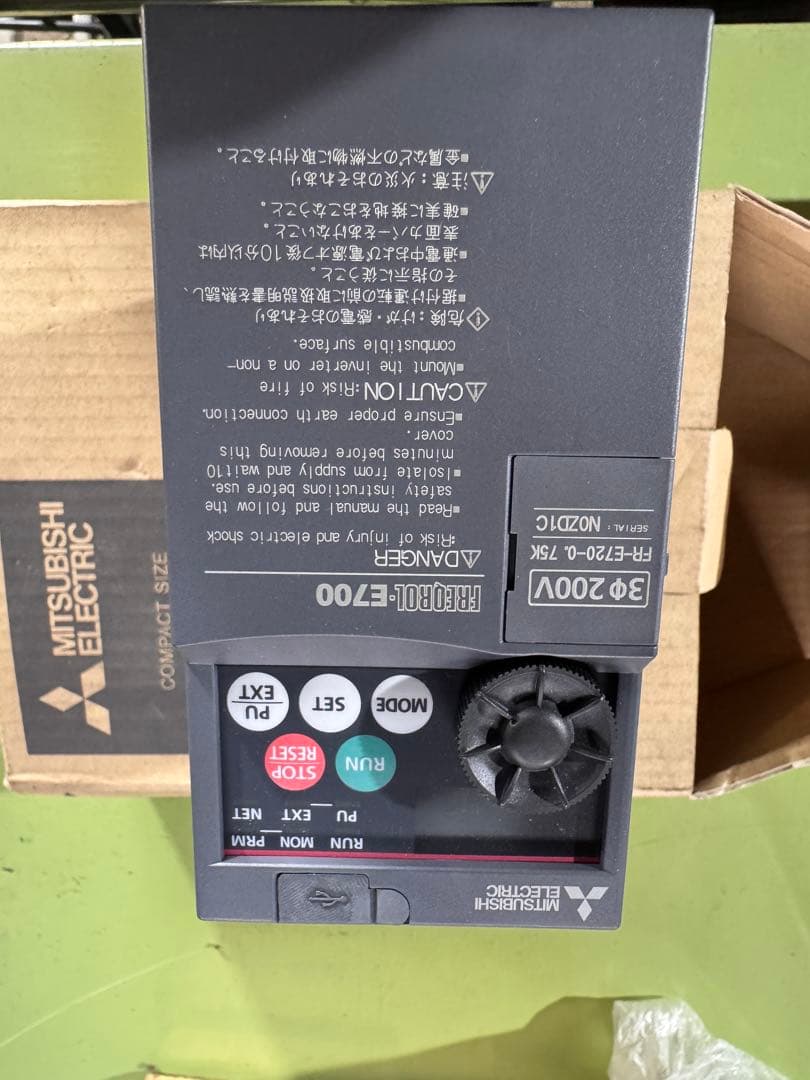 MITSUBISHI
ELECTRIC
RUN MON PRM
PU EXT NET
RUN
STOP
RESET
MODE
SET
PU
EXT
FREQROL-E700
3Φ200V
FR-E720-0.75K
SERIAL: N0ZD1C
⚠DANGER
:Risk of injury and electric shock
■Read the manual and follow the
safety instructions before use.
■Isolate from supply and wait10
minutes before removing this
cover.
■Ensure proper earth connection.
⚠CAUTION :Risk of fire
■Mount the inverter on a non-
combustible surface.
危険：けが・感電のおそれあり
■据付け運転の前に取扱説明書を熟読し、
その指示に従うこと。
■通電中および電源オフ後10分以内は
表面カバーをあけないこと。
■確実に接地をおこなうこと。
⚠注意：火災のおそれあり
■金属などの不燃物に取付けること。
MITSUBISHI
ELECTRIC
COMPACT SIZE